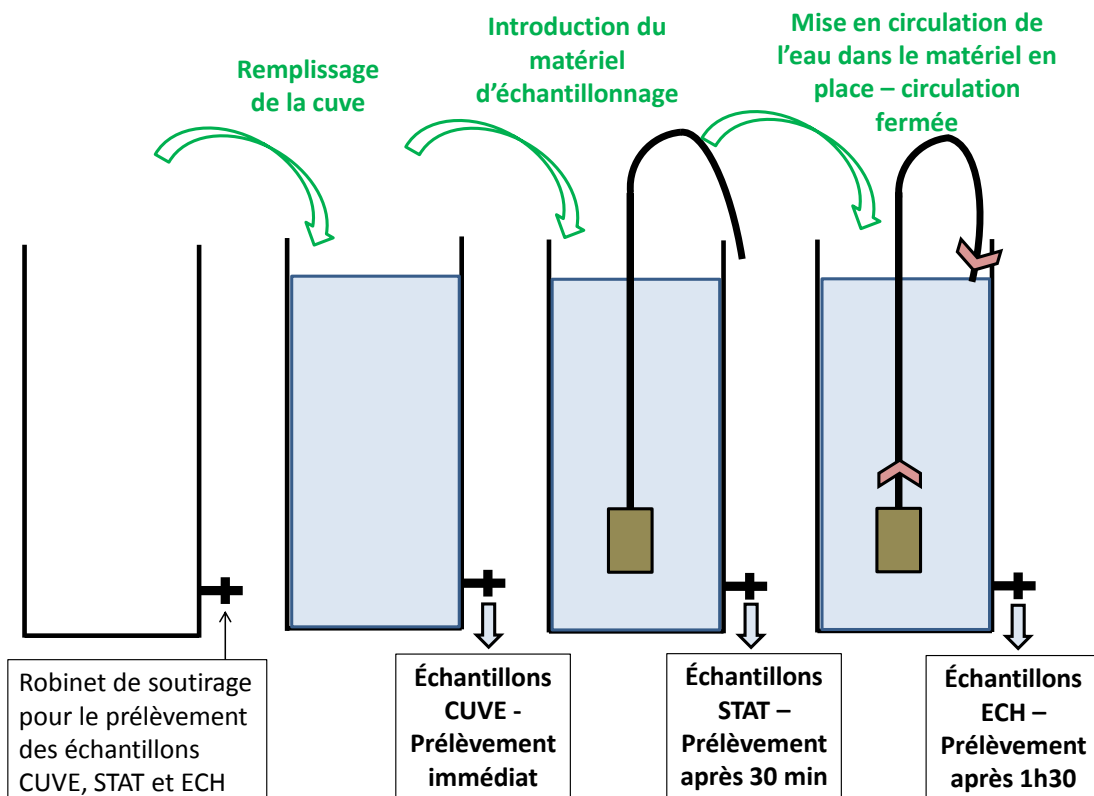 Remplissage
de la cuve
Introduction du
matériel
d’échantillonnage
Mise en circulation de
l’eau dans le matériel en
place – circulation
fermée
Robinet de soutirage
pour le prélèvement
des échantillons
CUVE, STAT et ECH
Échantillons
CUVE -
Prélèvement
immédiat
Échantillons
STAT –
Prélèvement
après 30 min
Échantillons
ECH –
Prélèvement
après 1h30